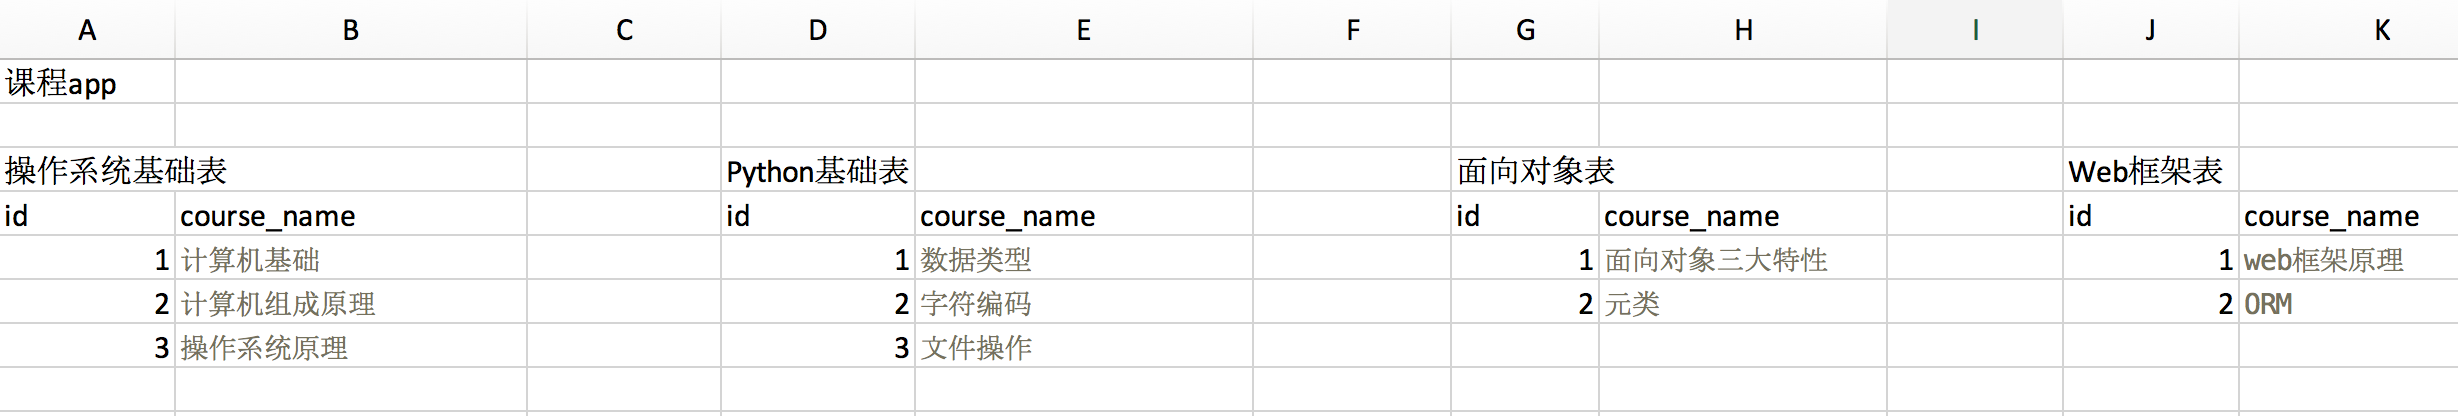 A B C D E F G H I J K
课程app
操作系统基础表 Python基础表 面向对象表 Web框架表
id course_name id course_name id course_name id course_name
1 计算机基础 1 数据类型 1 面向对象三大特性 1 web框架原理
2 计算机组成原理 2 字符编码 2 元类 2 ORM
3 操作系统原理 3 文件操作